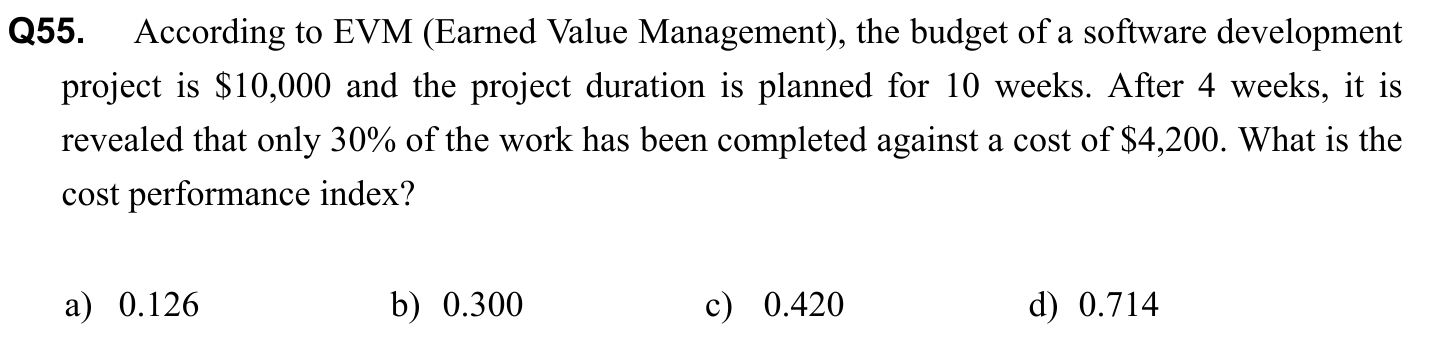 Q55. According to EVM (Earned Value Management), the budget of a software development
project is $10,000 and the project duration is planned for 10 weeks. After 4 weeks, it is
revealed that only 30% of the work has been completed against a cost of $4,200. What is the
cost performance index?
a) 0.126 b) 0.300 c) 0.420 d) 0.714